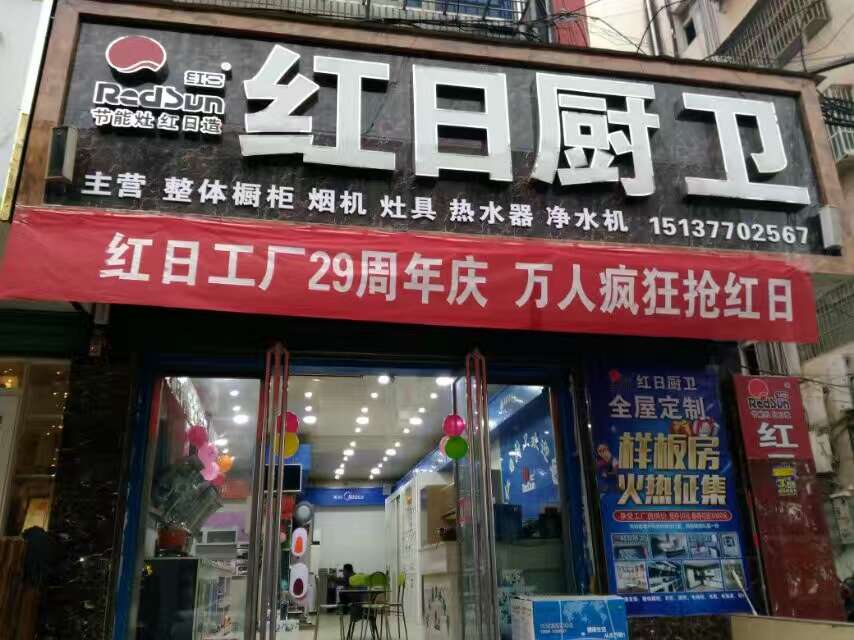 红日
RedSun
节能灶 红日造
红日厨卫
主营 整体橱柜 烟机 灶具 热水器 净水机 15137702567
红日工厂29周年庆 万人疯狂抢红日
红日厨卫
全屋定制
样板房
火热征集
Midea
RedSun
红